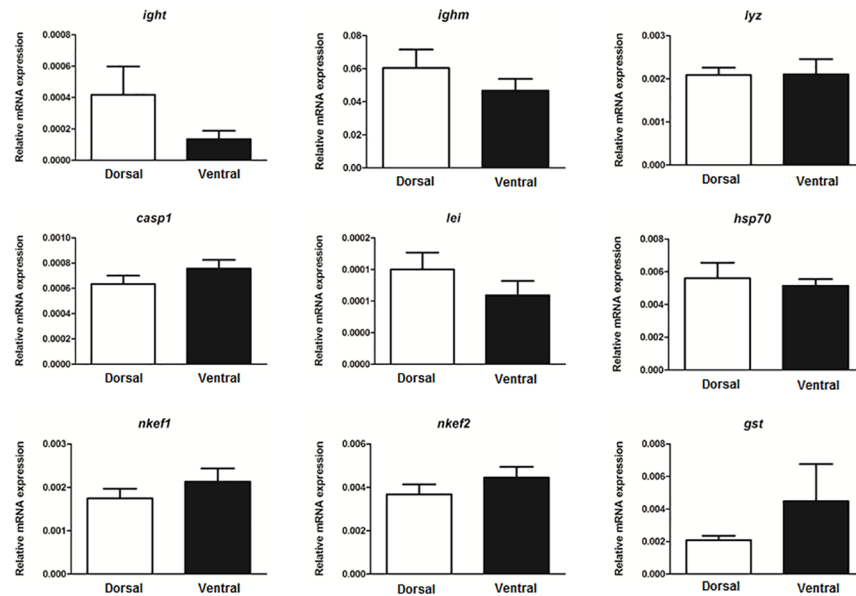 ight
Relative mRNA expression
0.0008
0.0006
0.0004
0.0002
0.0000
Dorsal Ventral
ighm
Relative mRNA expression
0.08
0.06
0.04
0.02
0.00
Dorsal Ventral
lyz
Relative mRNA expression
0.003
0.002
0.001
0.000
Dorsal Ventral
casp1
Relative mRNA expression
0.0010
0.0008
0.0006
0.0004
0.0002
0.0000
Dorsal Ventral
lei
Relative mRNA expression
0.0002
0.0001
0.0001
0.0000
0.0000
Dorsal Ventral
hsp70
Relative mRNA expression
0.008
0.006
0.004
0.002
0.000
Dorsal Ventral
nkef1
Relative mRNA expression
0.003
0.002
0.001
0.000
Dorsal Ventral
nkef2
Relative mRNA expression
0.006
0.004
0.002
0.000
Dorsal Ventral
gst
Relative mRNA expression
0.008
0.006
0.004
0.002
0.000
Dorsal Ventral